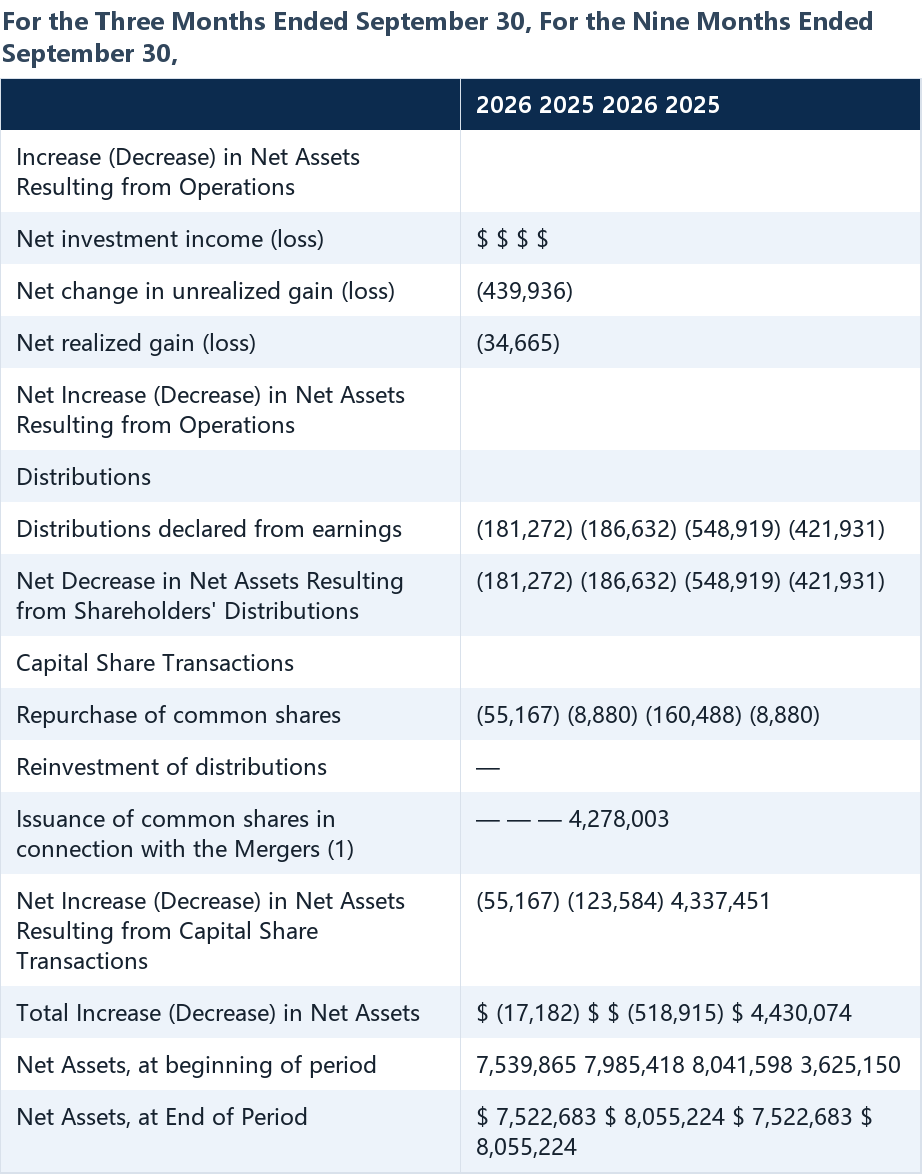 For the Three Months Ended September 30, For the Nine Months Ended
September 30,
2026 2025 2026 2025
Increase (Decrease) in Net Assets
Resulting from Operations
Net investment income (loss)
$ $ $ $
Net change in unrealized gain (loss)
(439,936)
Net realized gain (loss)
(34,665)
Net Increase (Decrease) in Net Assets
Resulting from Operations
Distributions
Distributions declared from earnings
(181,272) (186,632) (548,919) (421,931)
Net Decrease in Net Assets Resulting
from Shareholders' Distributions
(181,272) (186,632) (548,919) (421,931)
Capital Share Transactions
Repurchase of common shares
(55,167) (8,880) (160,488) (8,880)
Reinvestment of distributions
—
Issuance of common shares in
connection with the Mergers (1)
— — — 4,278,003
Net Increase (Decrease) in Net Assets
Resulting from Capital Share
Transactions
(55,167) (123,584) 4,337,451
Total Increase (Decrease) in Net Assets
$ (17,182) $ $ (518,915) $ 4,430,074
Net Assets, at beginning of period
7,539,865 7,985,418 8,041,598 3,625,150
Net Assets, at End of Period
$ 7,522,683 $ 8,055,224 $ 7,522,683 $
8,055,224